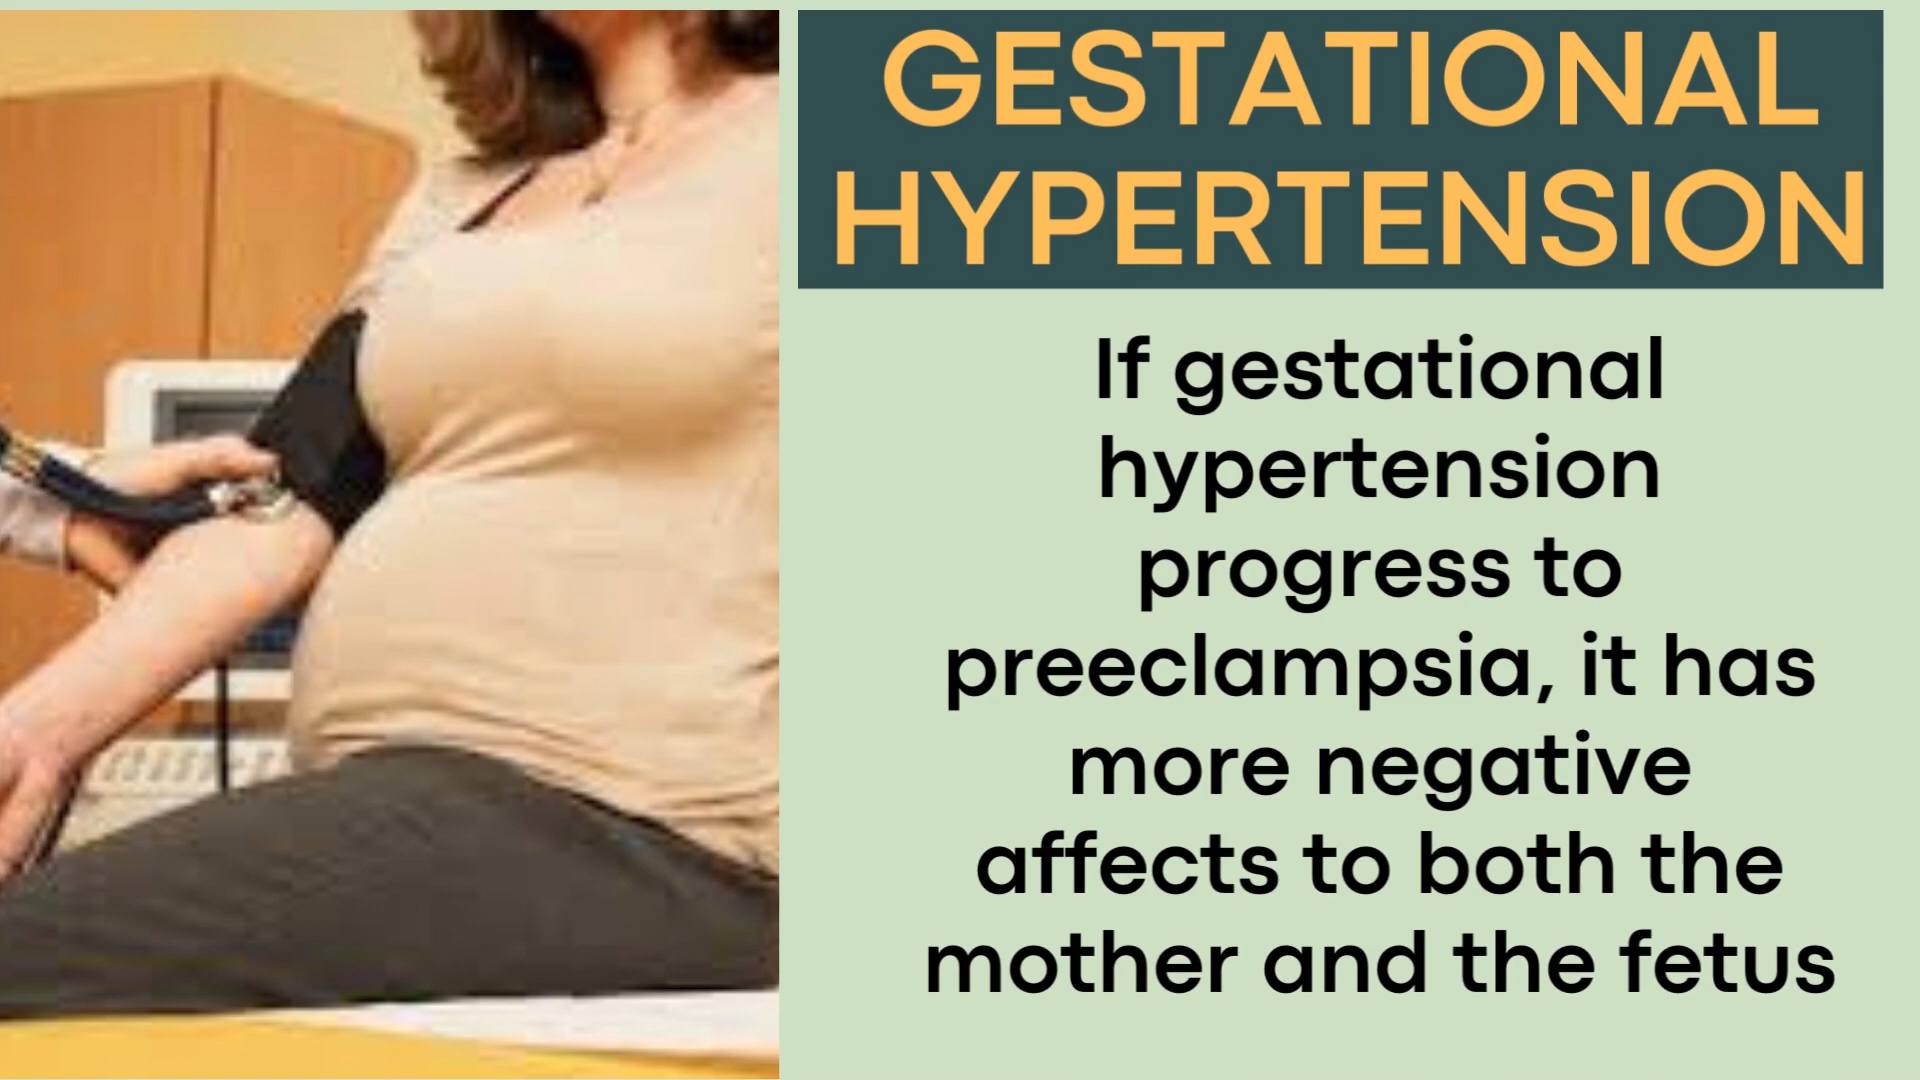 GESTATIONAL
HYPERTENSION
If gestational
hypertension
progress to
preeclampsia, it has
more negative
affects to both the
mother and the fetus